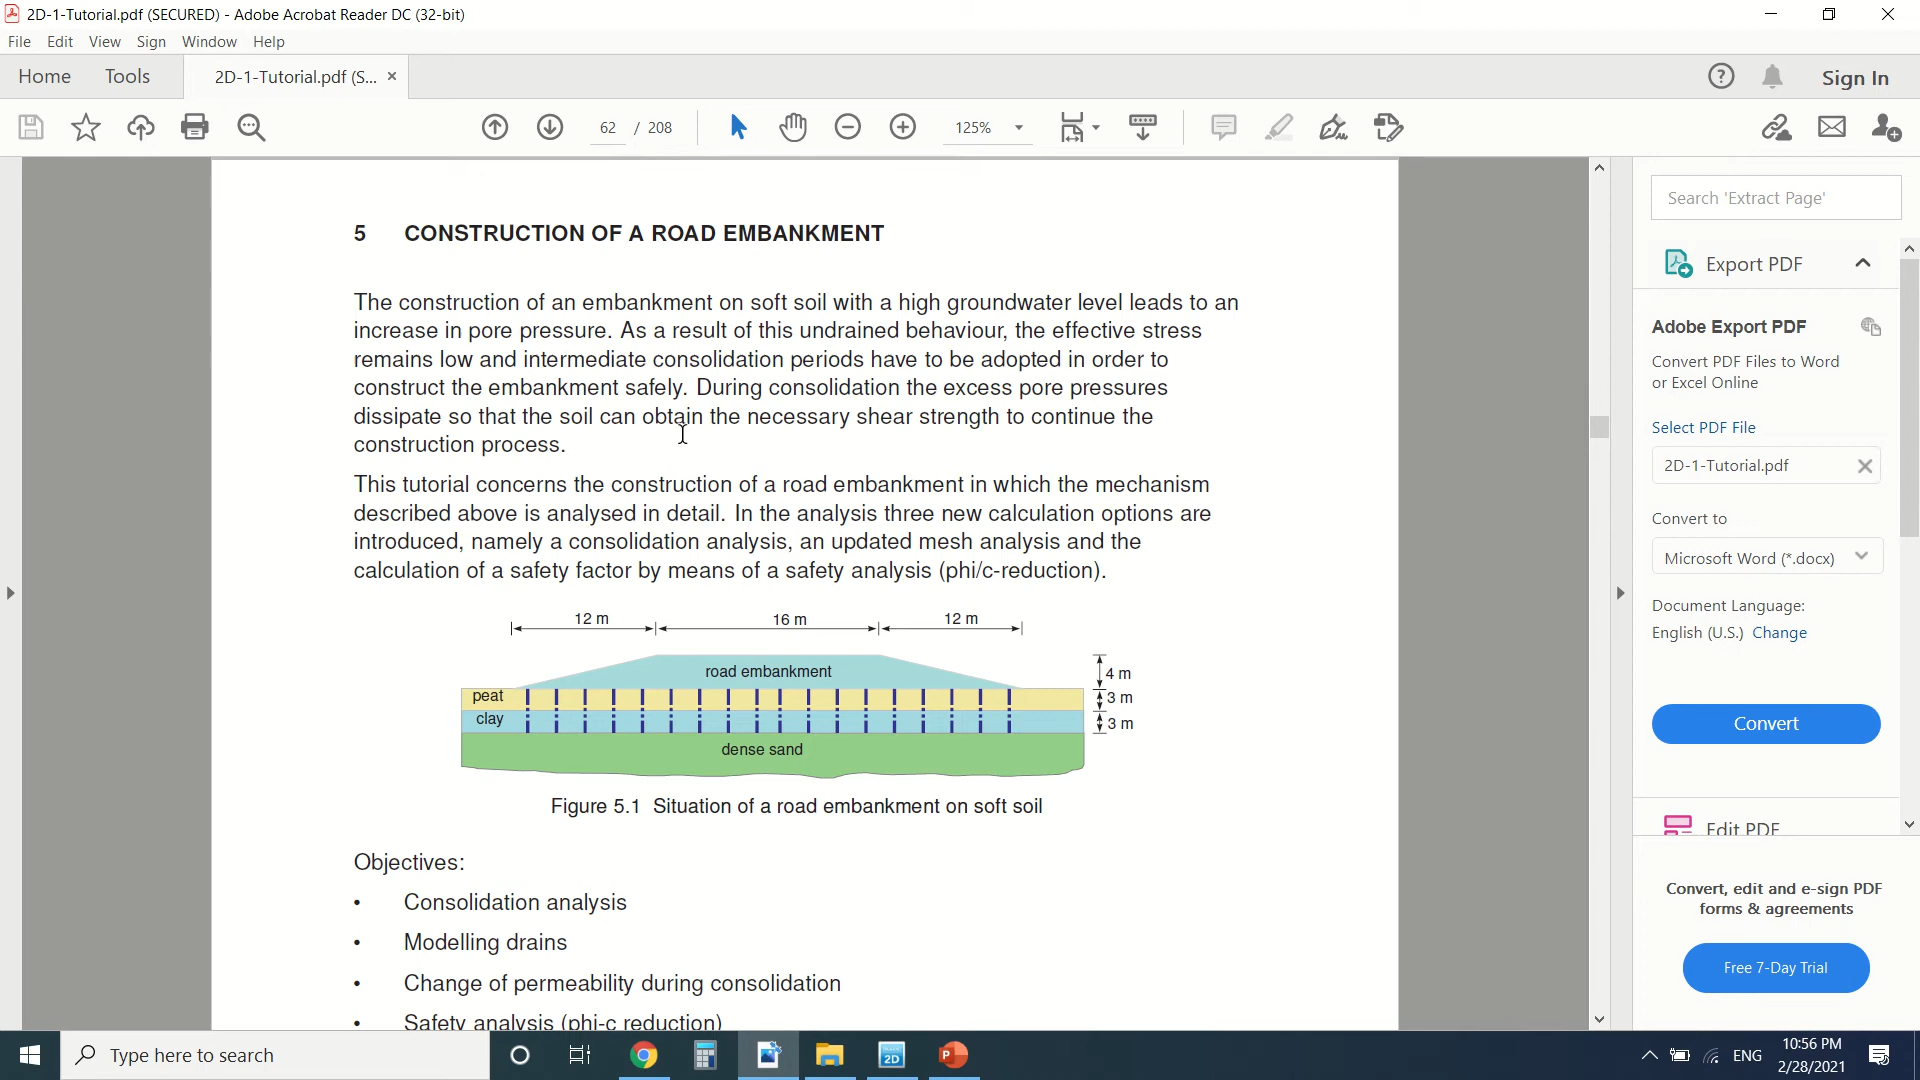 2D-1-Tutorial.pdf (SECURED) - Adobe Acrobat Reader DC (32-bit)
File Edit View Sign Window Help
Home Tools 2D-1-Tutorial.pdf (S... × Sign In
62 / 208 125%
5 CONSTRUCTION OF A ROAD EMBANKMENT
The construction of an embankment on soft soil with a high groundwater level leads to an
increase in pore pressure. As a result of this undrained behaviour, the effective stress
remains low and intermediate consolidation periods have to be adopted in order to
construct the embankment safely. During consolidation the excess pore pressures
dissipate so that the soil can obtain the necessary shear strength to continue the
construction process.
This tutorial concerns the construction of a road embankment in which the mechanism
described above is analysed in detail. In the analysis three new calculation options are
introduced, namely a consolidation analysis, an updated mesh analysis and the
calculation of a safety factor by means of a safety analysis (phi/c-reduction).
12 m 16 m 12 m
road embankment
4 m
peat
3 m
clay
3 m
dense sand
Figure 5.1 Situation of a road embankment on soft soil
Objectives:
• Consolidation analysis
• Modelling drains
• Change of permeability during consolidation
• Safety analysis (phi-c reduction)
Search 'Extract Page'
Export PDF
Adobe Export PDF
Convert PDF Files to Word
or Excel Online
Select PDF File
2D-1-Tutorial.pdf
Convert to
Microsoft Word (*.docx)
Document Language:
English (U.S.) Change
Convert
Edit PDF
Convert, edit and e-sign PDF
forms & agreements
Free 7-Day Trial
Type here to search
2D
P
ENG
10:56 PM
2/28/2021